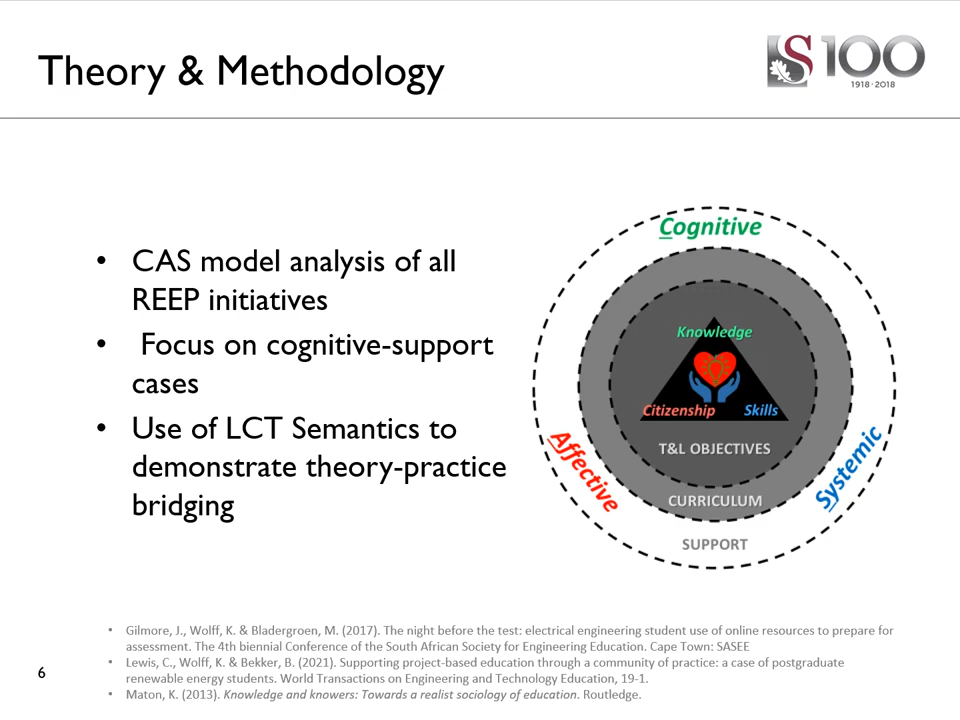 Theory & Methodology
S100
1918·2018
• CAS model analysis of all
REEP initiatives
• Focus on cognitive-support
cases
• Use of LCT Semantics to
demonstrate theory-practice
bridging
Cognitive
Knowledge
Citizenship Skills
T&L OBJECTIVES
Affective
Systemic
CURRICULUM
SUPPORT
• Gilmore, J., Wolff, K. & Bladergroen, M. (2017). The night before the test: electrical engineering student use of online resources to prepare for
assessment. The 4th biennial Conference of the South African Society for Engineering Education. Cape Town: SASEE
• Lewis, C., Wolff, K. & Bekker, B. (2021). Supporting project-based education through a community of practice: a case of postgraduate
renewable energy students. World Transactions on Engineering and Technology Education, 19-1.
• Maton, K. (2013). Knowledge and knowers: Towards a realist sociology of education. Routledge.
6